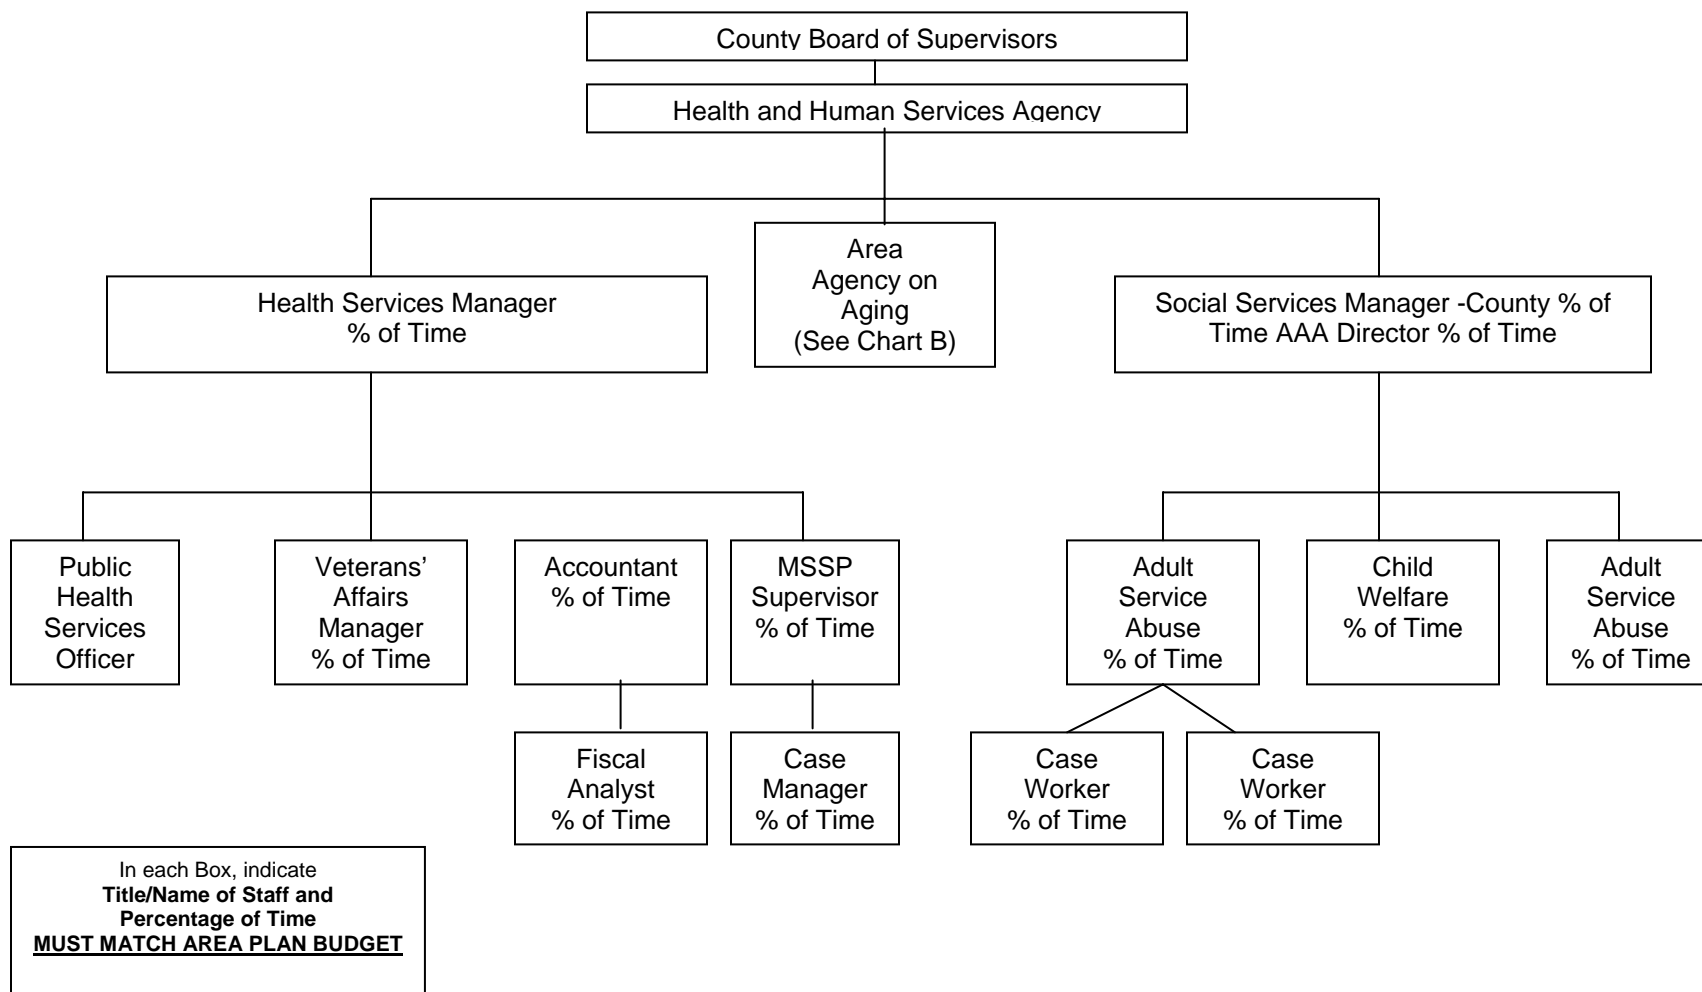 County Board of Supervisors
Health and Human Services Agency
Area
Agency on
Aging
(See Chart B)
Health Services Manager
% of Time
Social Services Manager -County % of
Time AAA Director % of Time
Public
Health
Services
Officer
Veterans’
Affairs
Manager
% of Time
Accountant
% of Time
MSSP
Supervisor
% of Time
Adult
Service
Abuse
% of Time
Child
Welfare
% of Time
Adult
Service
Abuse
% of Time
Fiscal
Analyst
% of Time
Case
Manager
% of Time
Case
Worker
% of Time
Case
Worker
% of Time
In each Box, indicate
Title/Name of Staff and
Percentage of Time
MUST MATCH AREA PLAN BUDGET